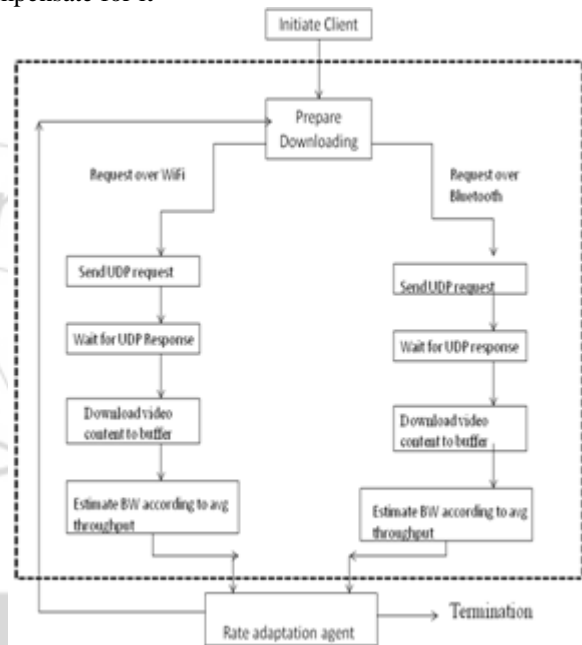 Initiate Client
Prepare
Downloading
Request over WiFi
Request over
Bluetooth
Send UDP request
Wait for UDP Response
Download video
content to buffer
Estimate BW according to avg
throughput
Send UDP request
Wait for UDP response
Download video
content to buffer
Estimate BW according to avg
throughput
Rate adaptation agent
Termination